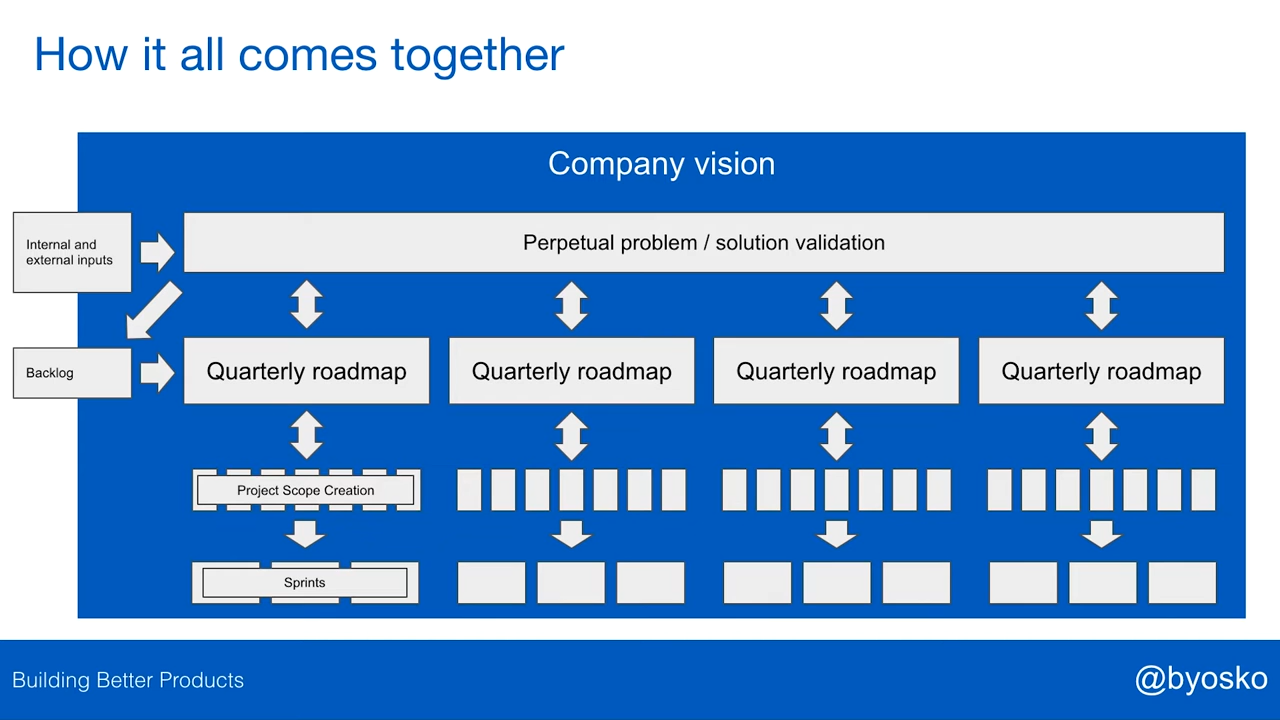 How it all comes together
Company vision
Internal and
external inputs
Perpetual problem / solution validation
Backlog
Quarterly roadmap
Quarterly roadmap
Quarterly roadmap
Quarterly roadmap
Project Scope Creation
Sprints
Building Better Products
@byosko